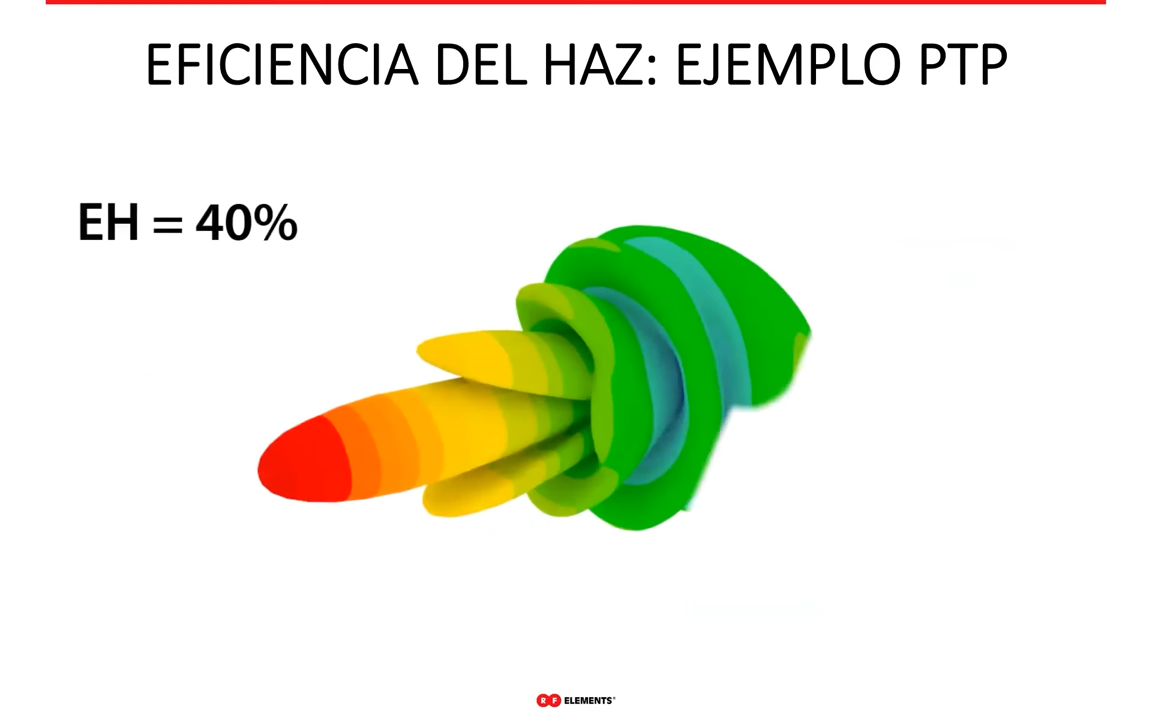 EFICIENCIA DEL HAZ: EJEMPLO PTP
EH = 40%
RF ELEMENTS